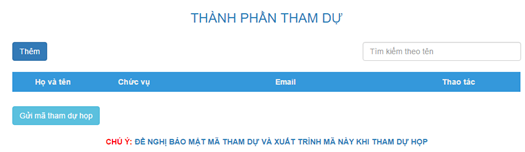 THÀNH PHẦN THAM DỰ
Thêm
Tìm kiếm theo tên
Họ và tên Chức vụ Email Thao tác
Gửi mã tham dự họp
CHÚ Ý: ĐỀ NGHỊ BẢO MẬT MÃ THAM DỰ VÀ XUẤT TRÌNH MÃ NÀY KHI THAM DỰ HỌP